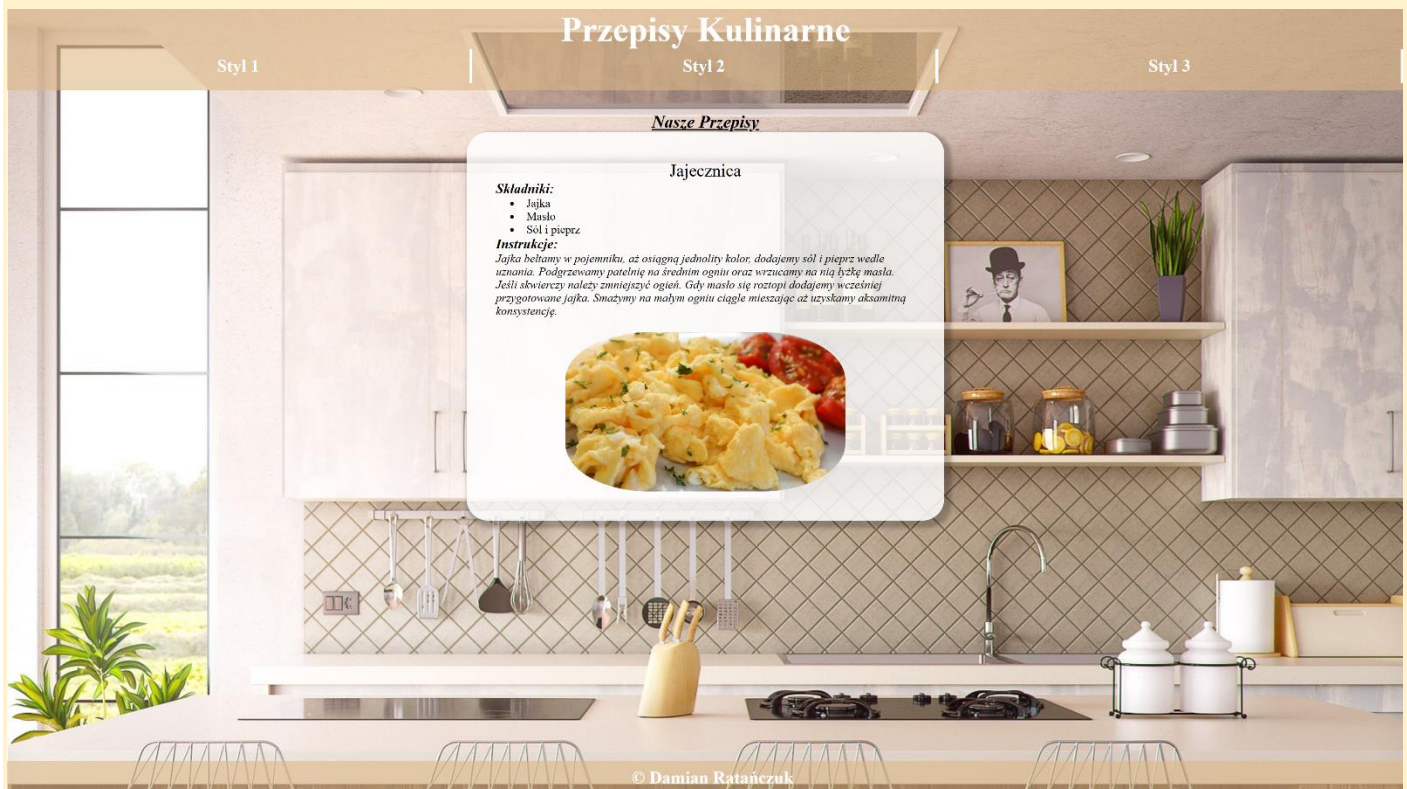 Przepisy Kulinarne
Styl 1 Styl 2 Styl 3
Nasze Przepisy
Jajecznica
Składniki:
• Jajka
• Masło
• Sól i pieprz
Instrukcje:
Jajka bełtamy w pojemniku, aż osiągną jednolity kolor, dodajemy sól i pieprz wedle
uznania. Podgrzewamy patelnię na średnim ogniu oraz wrzucamy na nią łyżkę masła.
Jeśli skwierczy należy zmniejszyć ogień. Gdy masło się roztopi dodajemy wcześniej
przygotowane jajka. Smażymy na małym ogniu ciągle mieszając aż uzyskamy aksamitną
konsystencję.
© Damian Ratańczuk